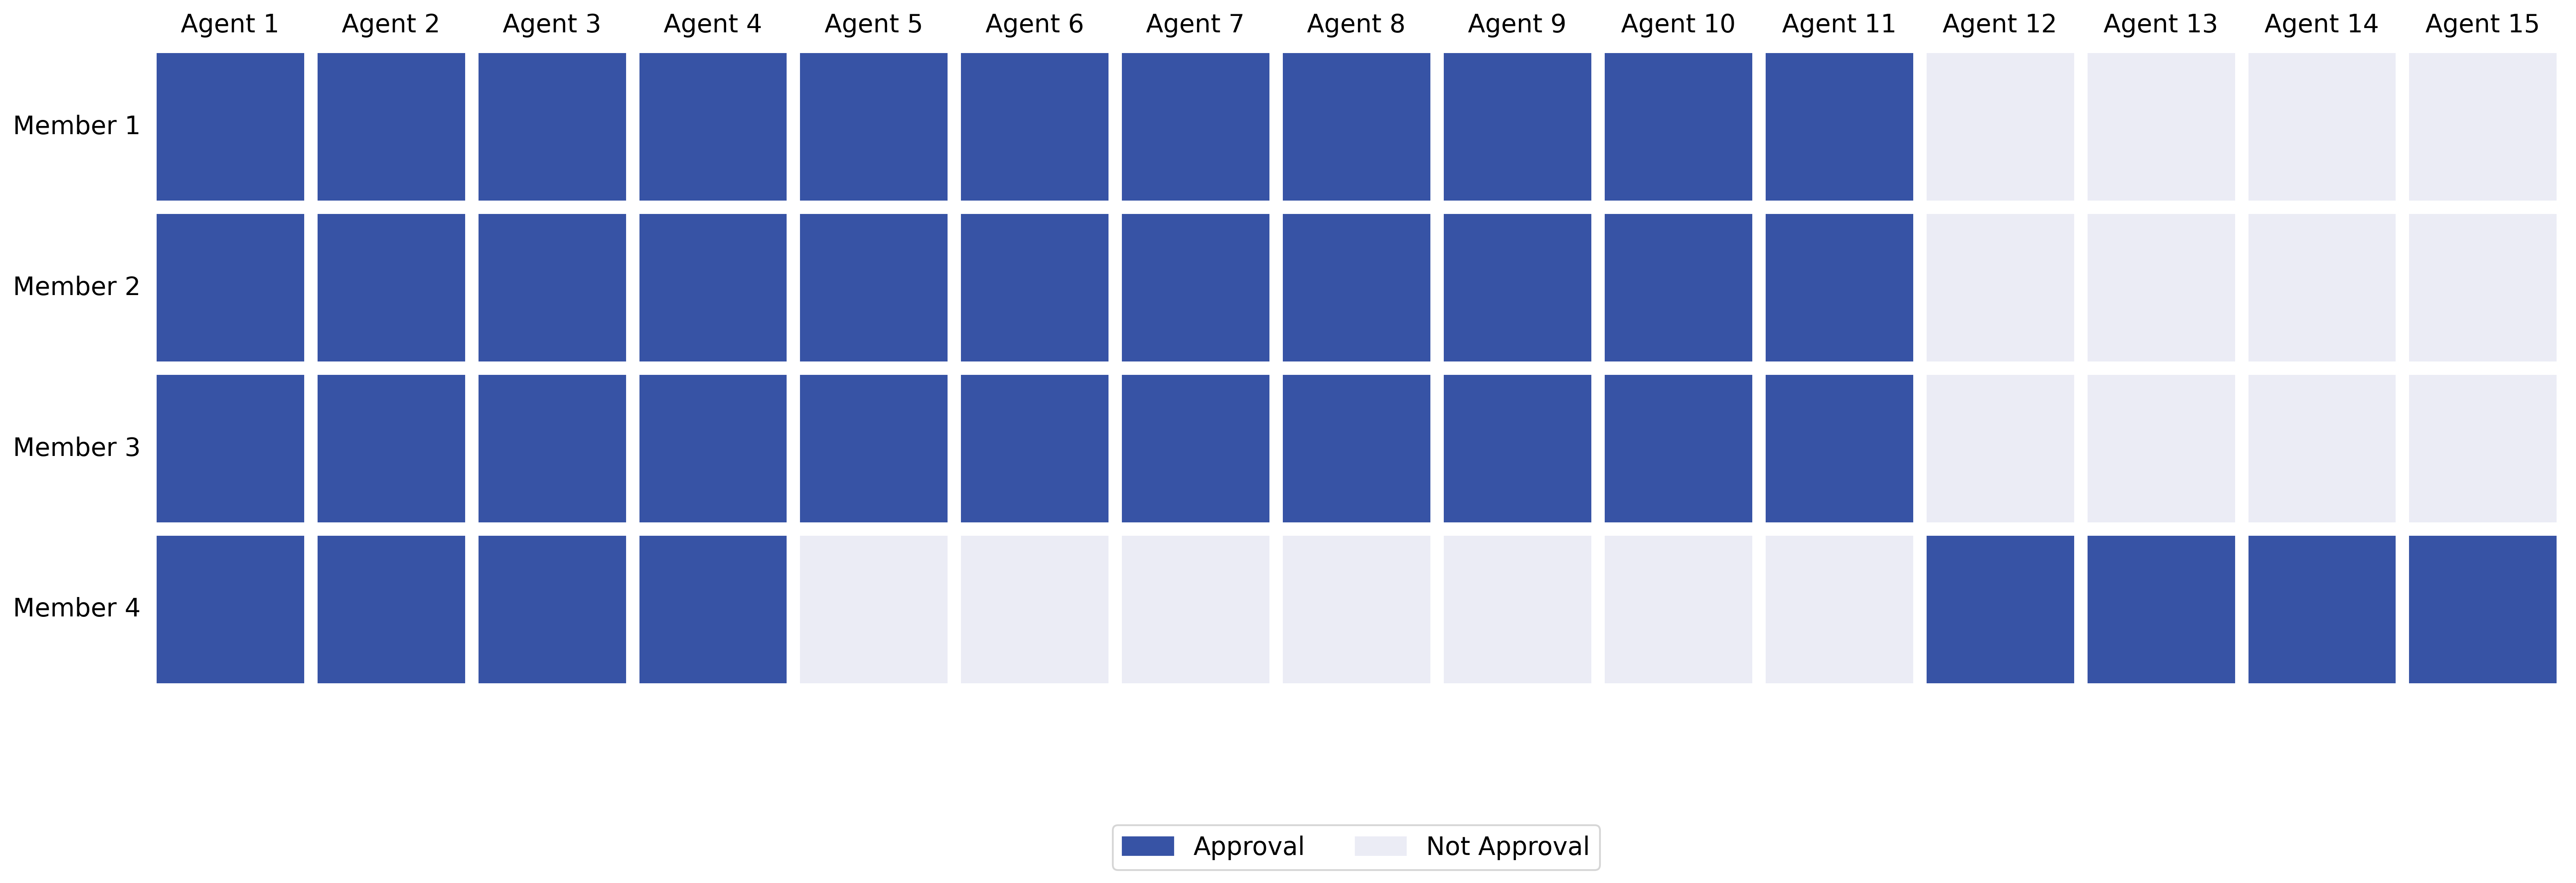 Agent 1 Agent 2 Agent 3 Agent 4 Agent 5 Agent 6 Agent 7 Agent 8 Agent 9 Agent 10 Agent 11 Agent 12 Agent 13 Agent 14 Agent 15
Member 1
Member 2
Member 3
Member 4
Approval Not Approval